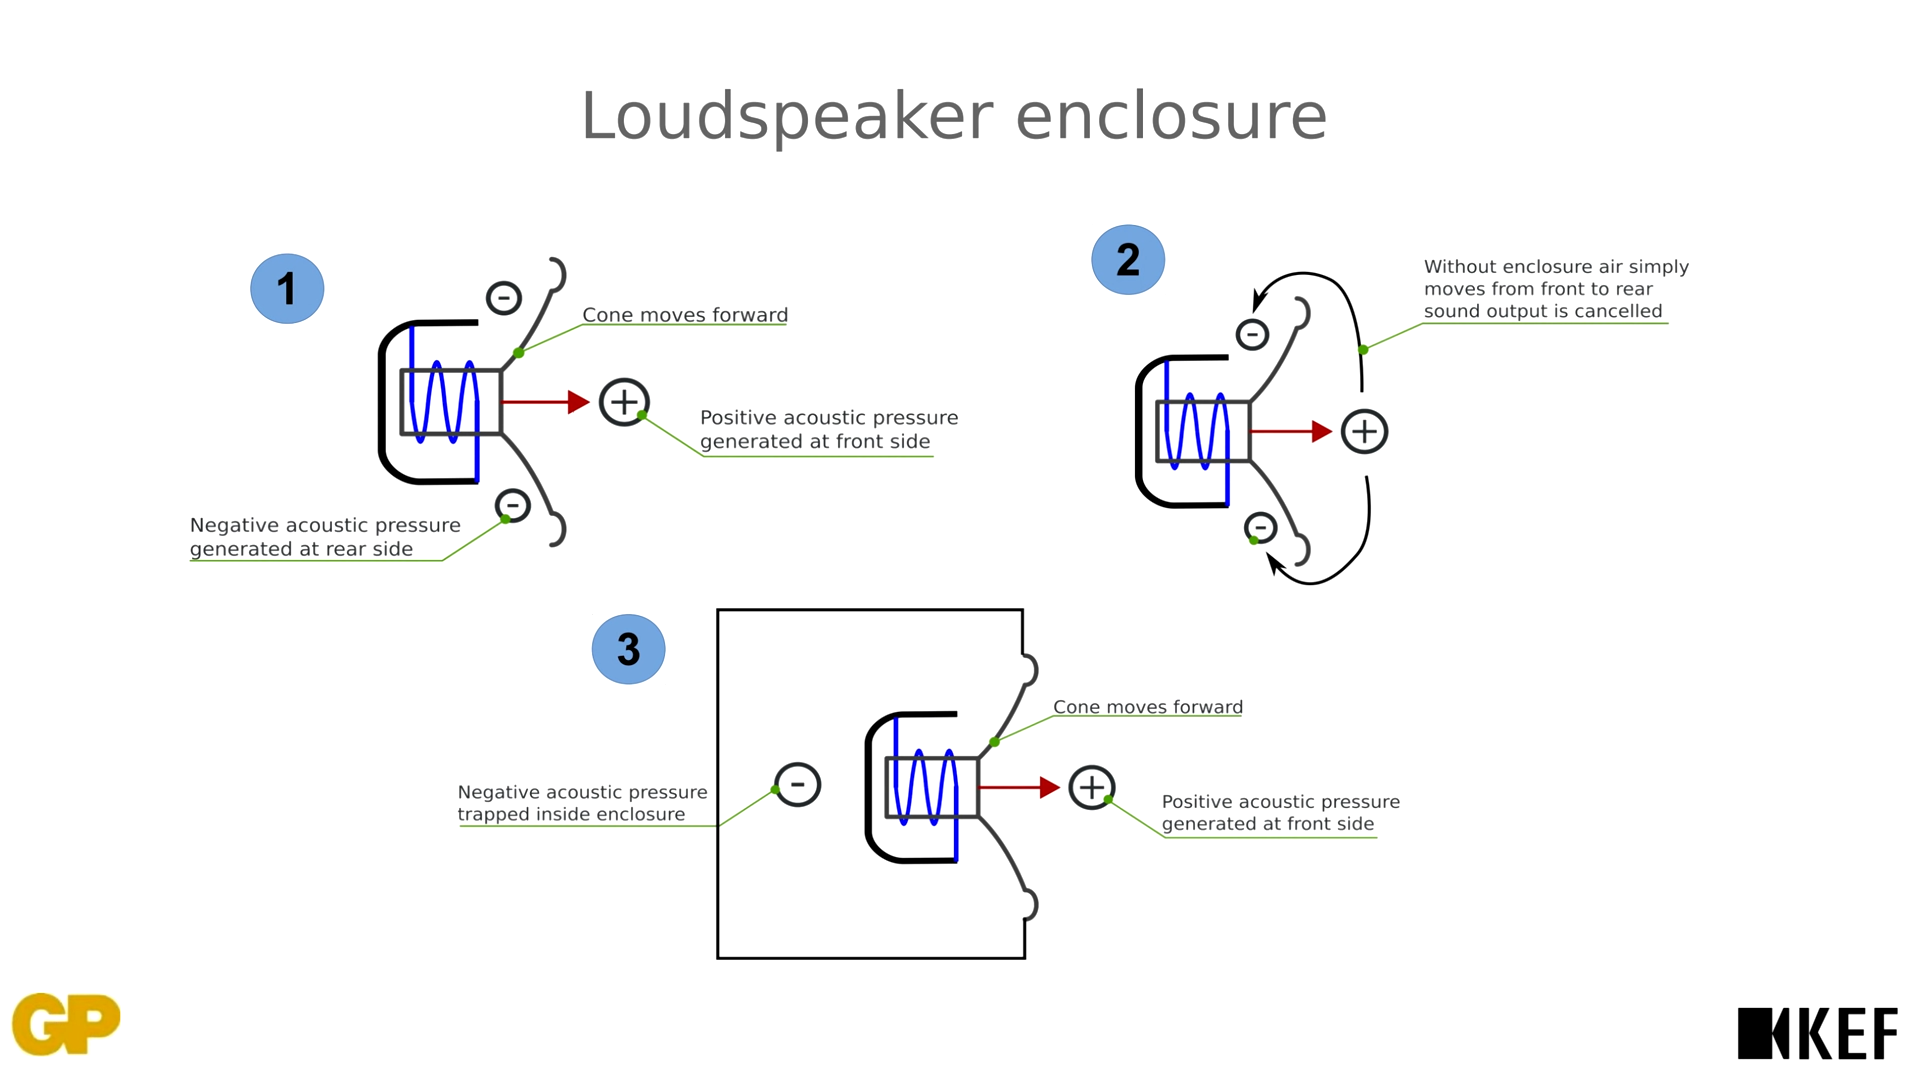 Loudspeaker enclosure
1
-
Cone moves forward
+
Positive acoustic pressure
generated at front side
-
Negative acoustic pressure
generated at rear side
2
Without enclosure air simply
moves from front to rear
sound output is cancelled
-
+
-
3
Cone moves forward
Negative acoustic pressure
trapped inside enclosure
-
+
Positive acoustic pressure
generated at front side
GP
KEF